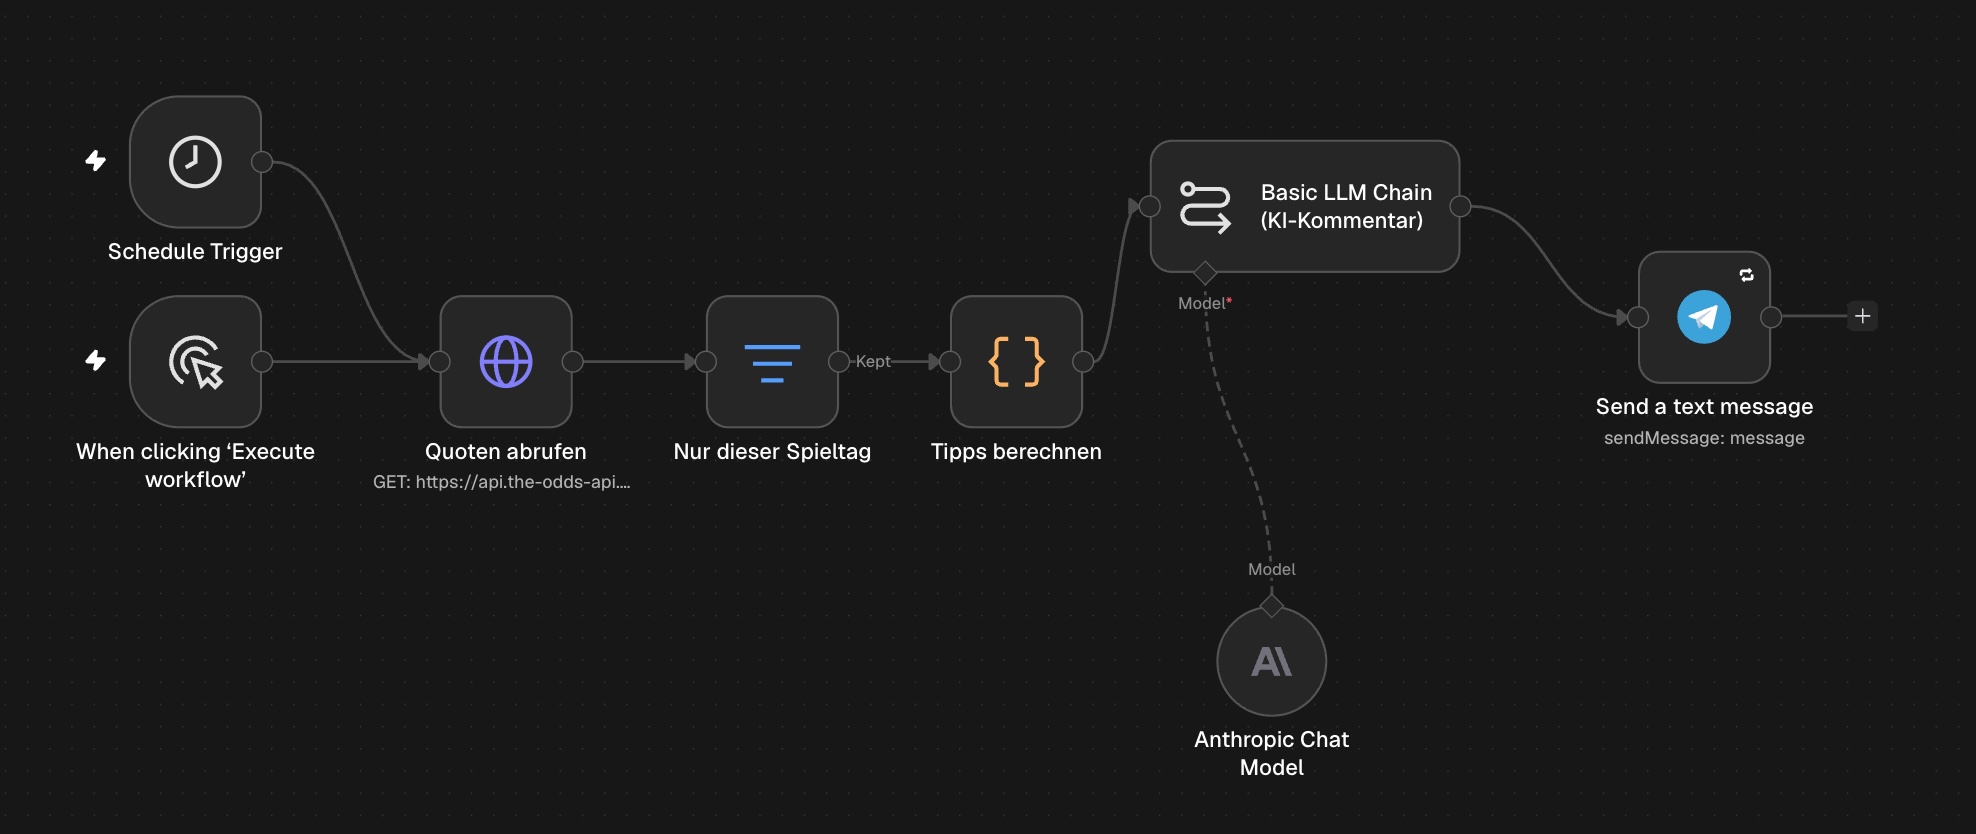 Schedule Trigger
When clicking ‘Execute
workflow’
Quoten abrufen
GET: https://api.the-odds-api....
Nur dieser Spieltag
Kept
Tipps berechnen
Basic LLM Chain
(KI-Kommentar)
Model*
Model
Anthropic Chat
Model
Send a text message
sendMessage: message